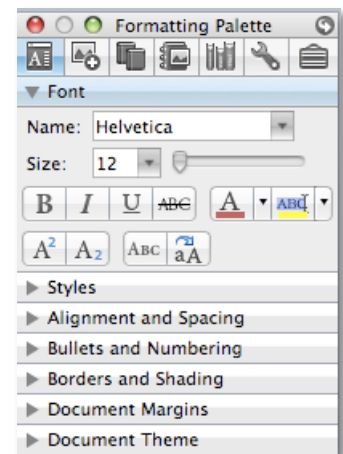 Formatting Palette
A
Font
Name: Helvetica
Size: 12
B I U ABC A ABC
A² A₂ ABC aA
Styles
Alignment and Spacing
Bullets and Numbering
Borders and Shading
Document Margins
Document Theme